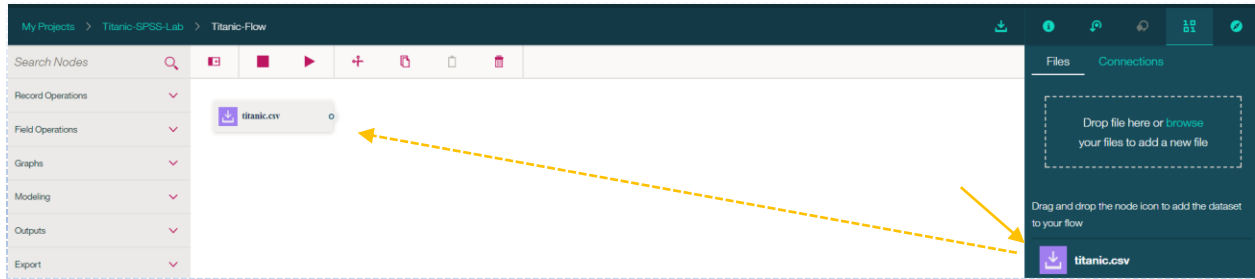 My Projects > Titanic-SPSS-Lab > Titanic-Flow
Search Nodes
Record Operations
Field Operations
Graphs
Modeling
Outputs
Export
titanic.csv
Files Connections
Drop file here or browse
your files to add a new file
Drag and drop the node icon to add the dataset
to your flow
titanic.csv